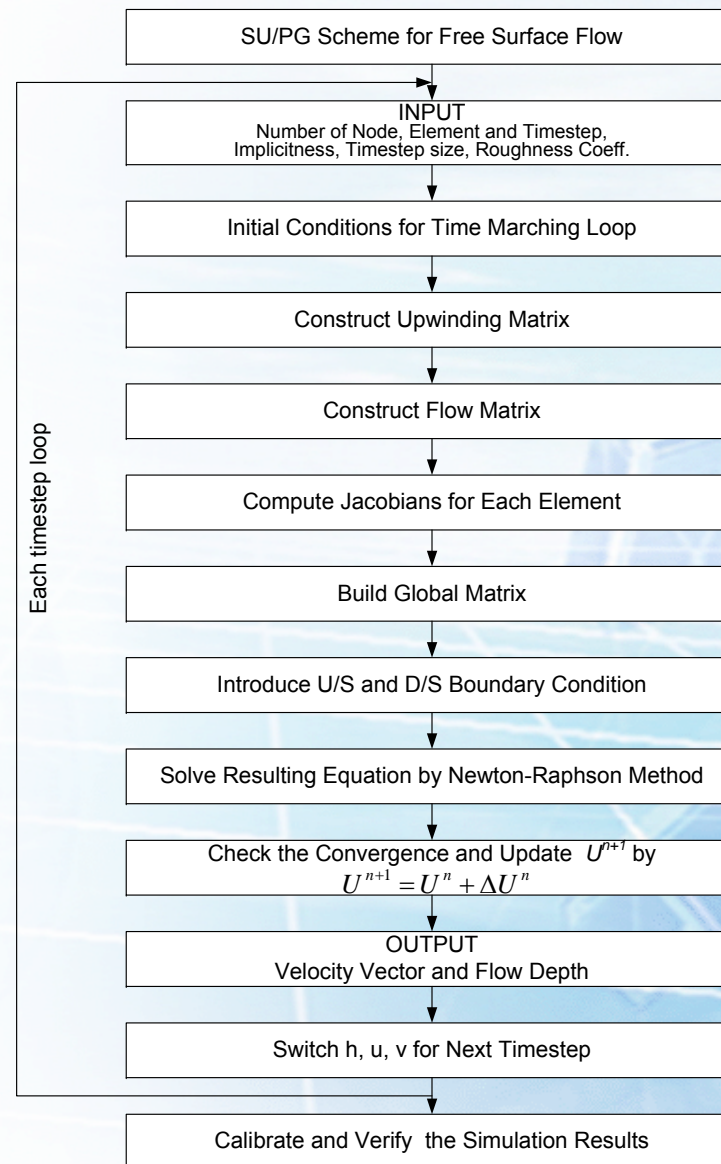 SU/PG Scheme for Free Surface Flow
INPUT
Number of Node, Element and Timestep,
Implicitness, Timestep size, Roughness Coeff.
Initial Conditions for Time Marching Loop
Construct Upwinding Matrix
Construct Flow Matrix
Compute Jacobians for Each Element
Build Global Matrix
Introduce U/S and D/S Boundary Condition
Solve Resulting Equation by Newton-Raphson Method
Check the Convergence and Update U^{n+1} by
U^{n+1} = U^n + ΔU^n
OUTPUT
Velocity Vector and Flow Depth
Switch h, u, v for Next Timestep
Calibrate and Verify the Simulation Results
Each timestep loop